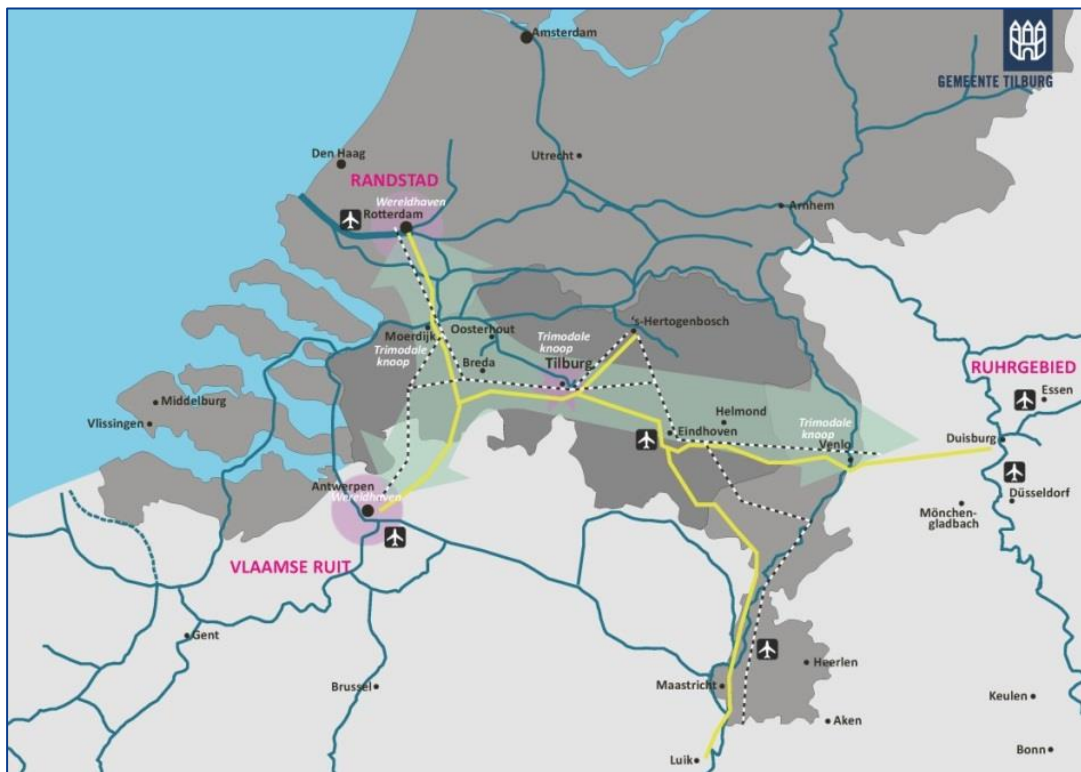 Amsterdam
GEMEENTE TILBURG
Den Haag
Utrecht
RANDSTAD
Wereldhaven
Rotterdam
Arnhem
Moerdijk
Trimodale
knoop
Oosterhout
Breda
Trimodale
knoop
Tilburg
's-Hertogenbosch
RUHRGEBIED
Essen
Middelburg
Vlissingen
Helmond
Eindhoven
Trimodale
knoop
Venlo
Duisburg
Düsseldorf
Mönchen-
gladbach
Antwerpen
Wereldhaven
VLAAMSE RUIT
Gent
Brussel
Maastricht
Heerlen
Keulen
Aken
Luik
Bonn